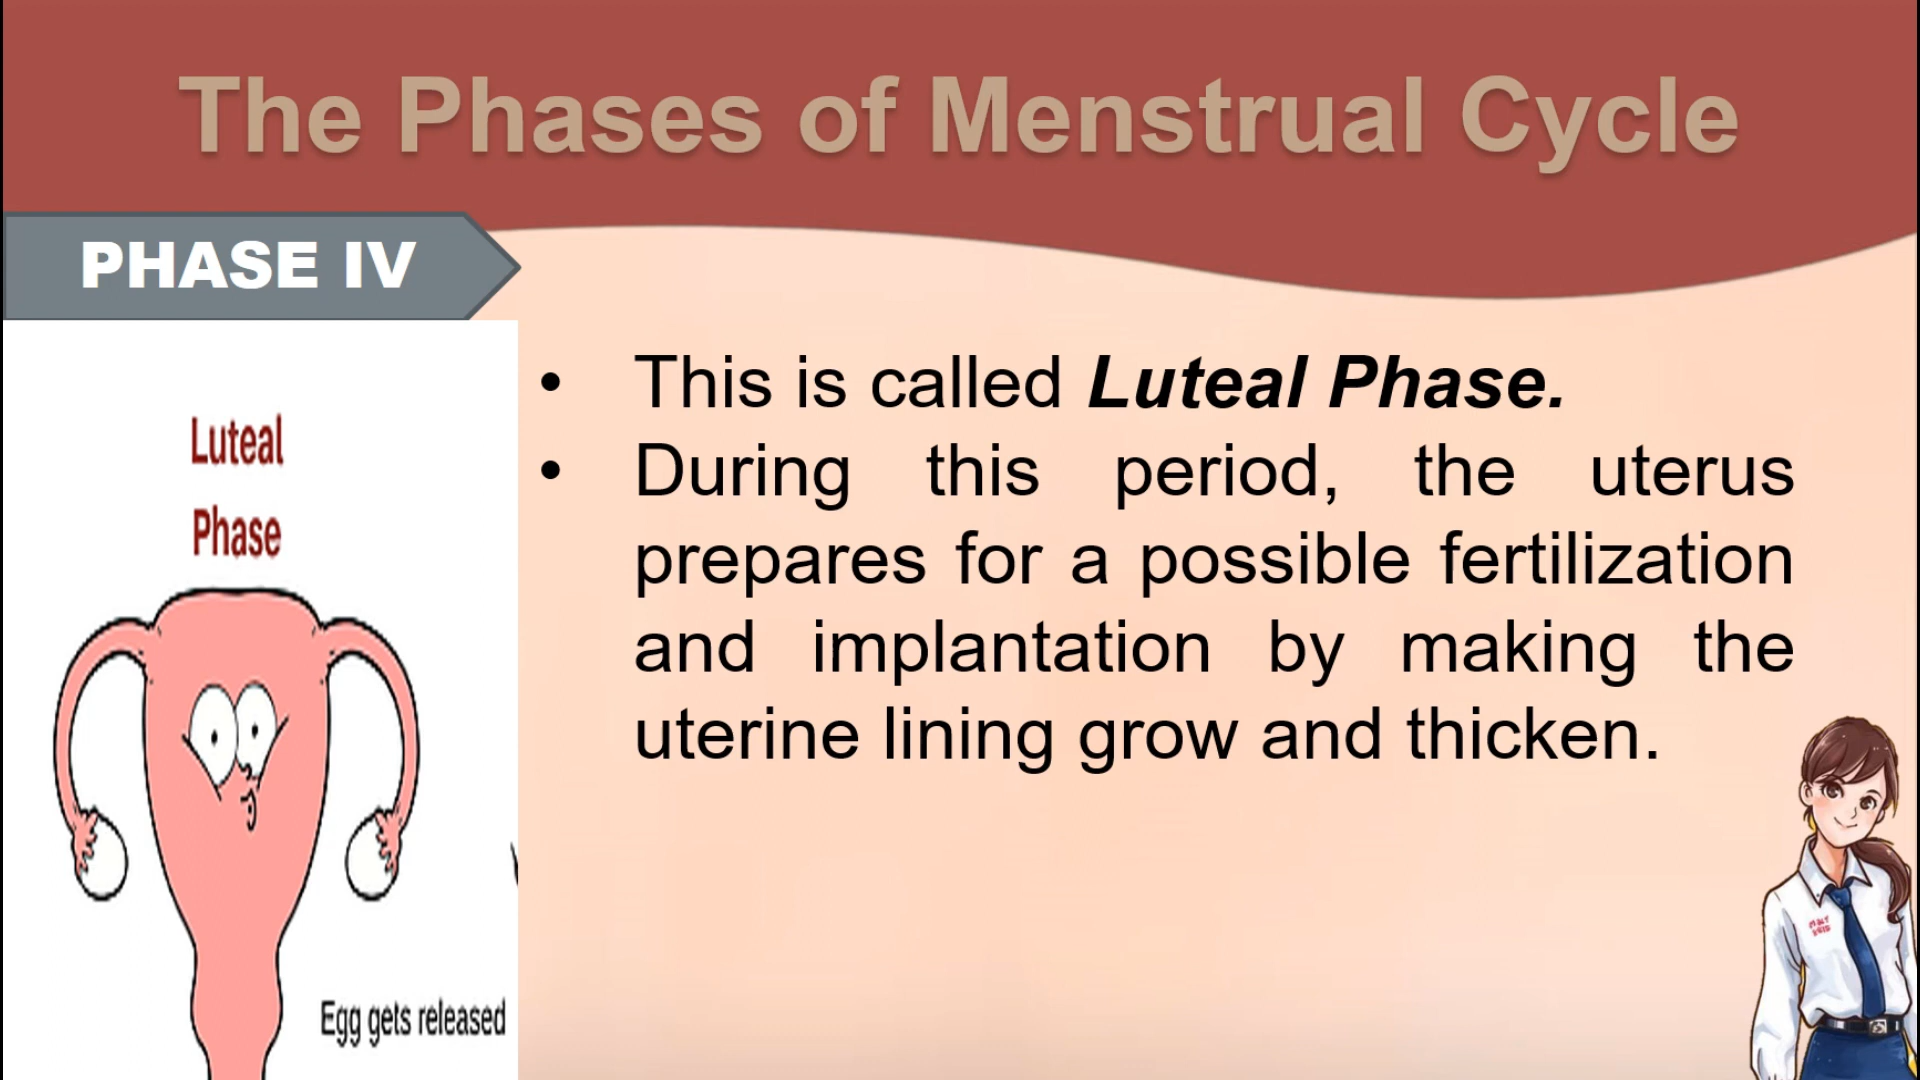 The Phases of Menstrual Cycle
PHASE IV
Luteal
Phase
Egg gets released
• This is called Luteal Phase.
• During this period, the uterus
prepares for a possible fertilization
and implantation by making the
uterine lining grow and thicken.